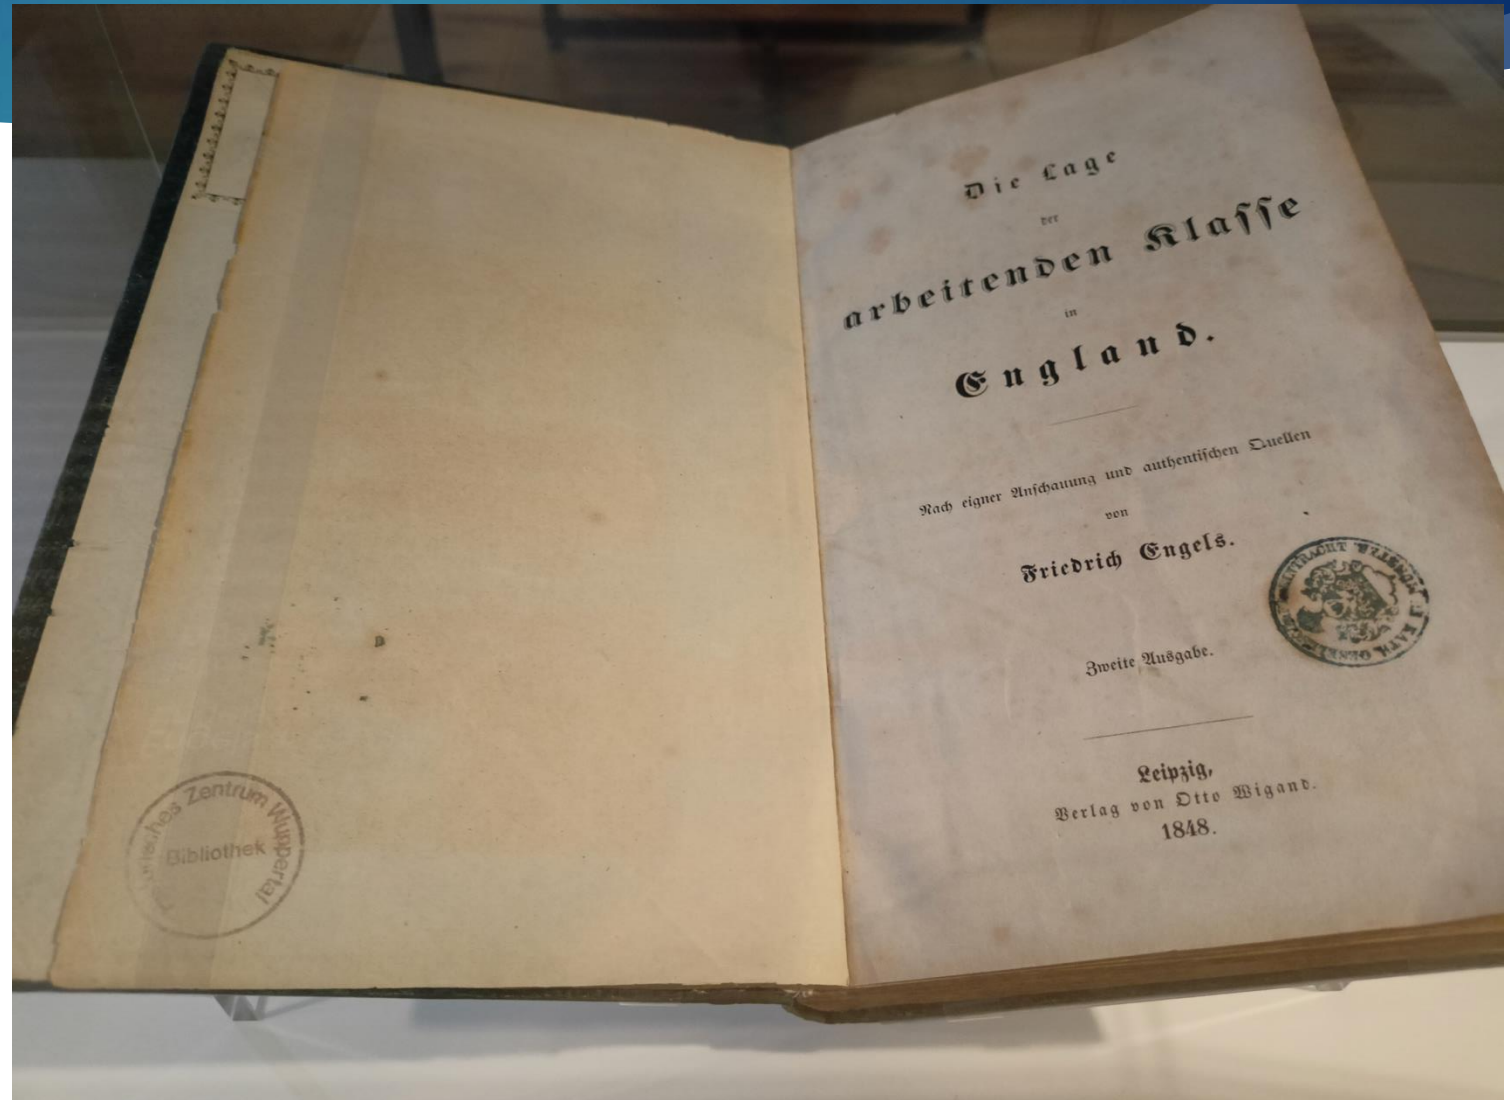 Zentrum Wuppertal
Bibliothek
Die Lage
der
arbeitenden Klaſſe
in
England.
Nach eigner Anſchauung und authentiſchen Quellen
von
Friedrich Engels.
Zweite Ausgabe.
Leipzig,
Verlag von Otto Wigand.
1848.